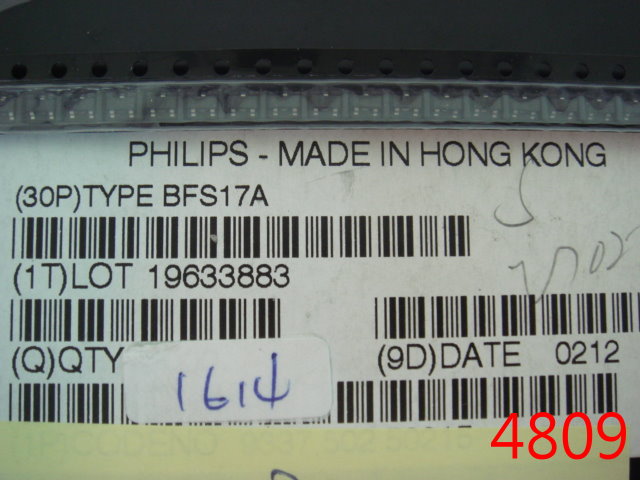 PHILIPS - MADE IN HONG KONG
(30P)TYPE BFS17A
(1T)LOT 19633883
(Q)QTY 1614
(9D)DATE 0212
4809